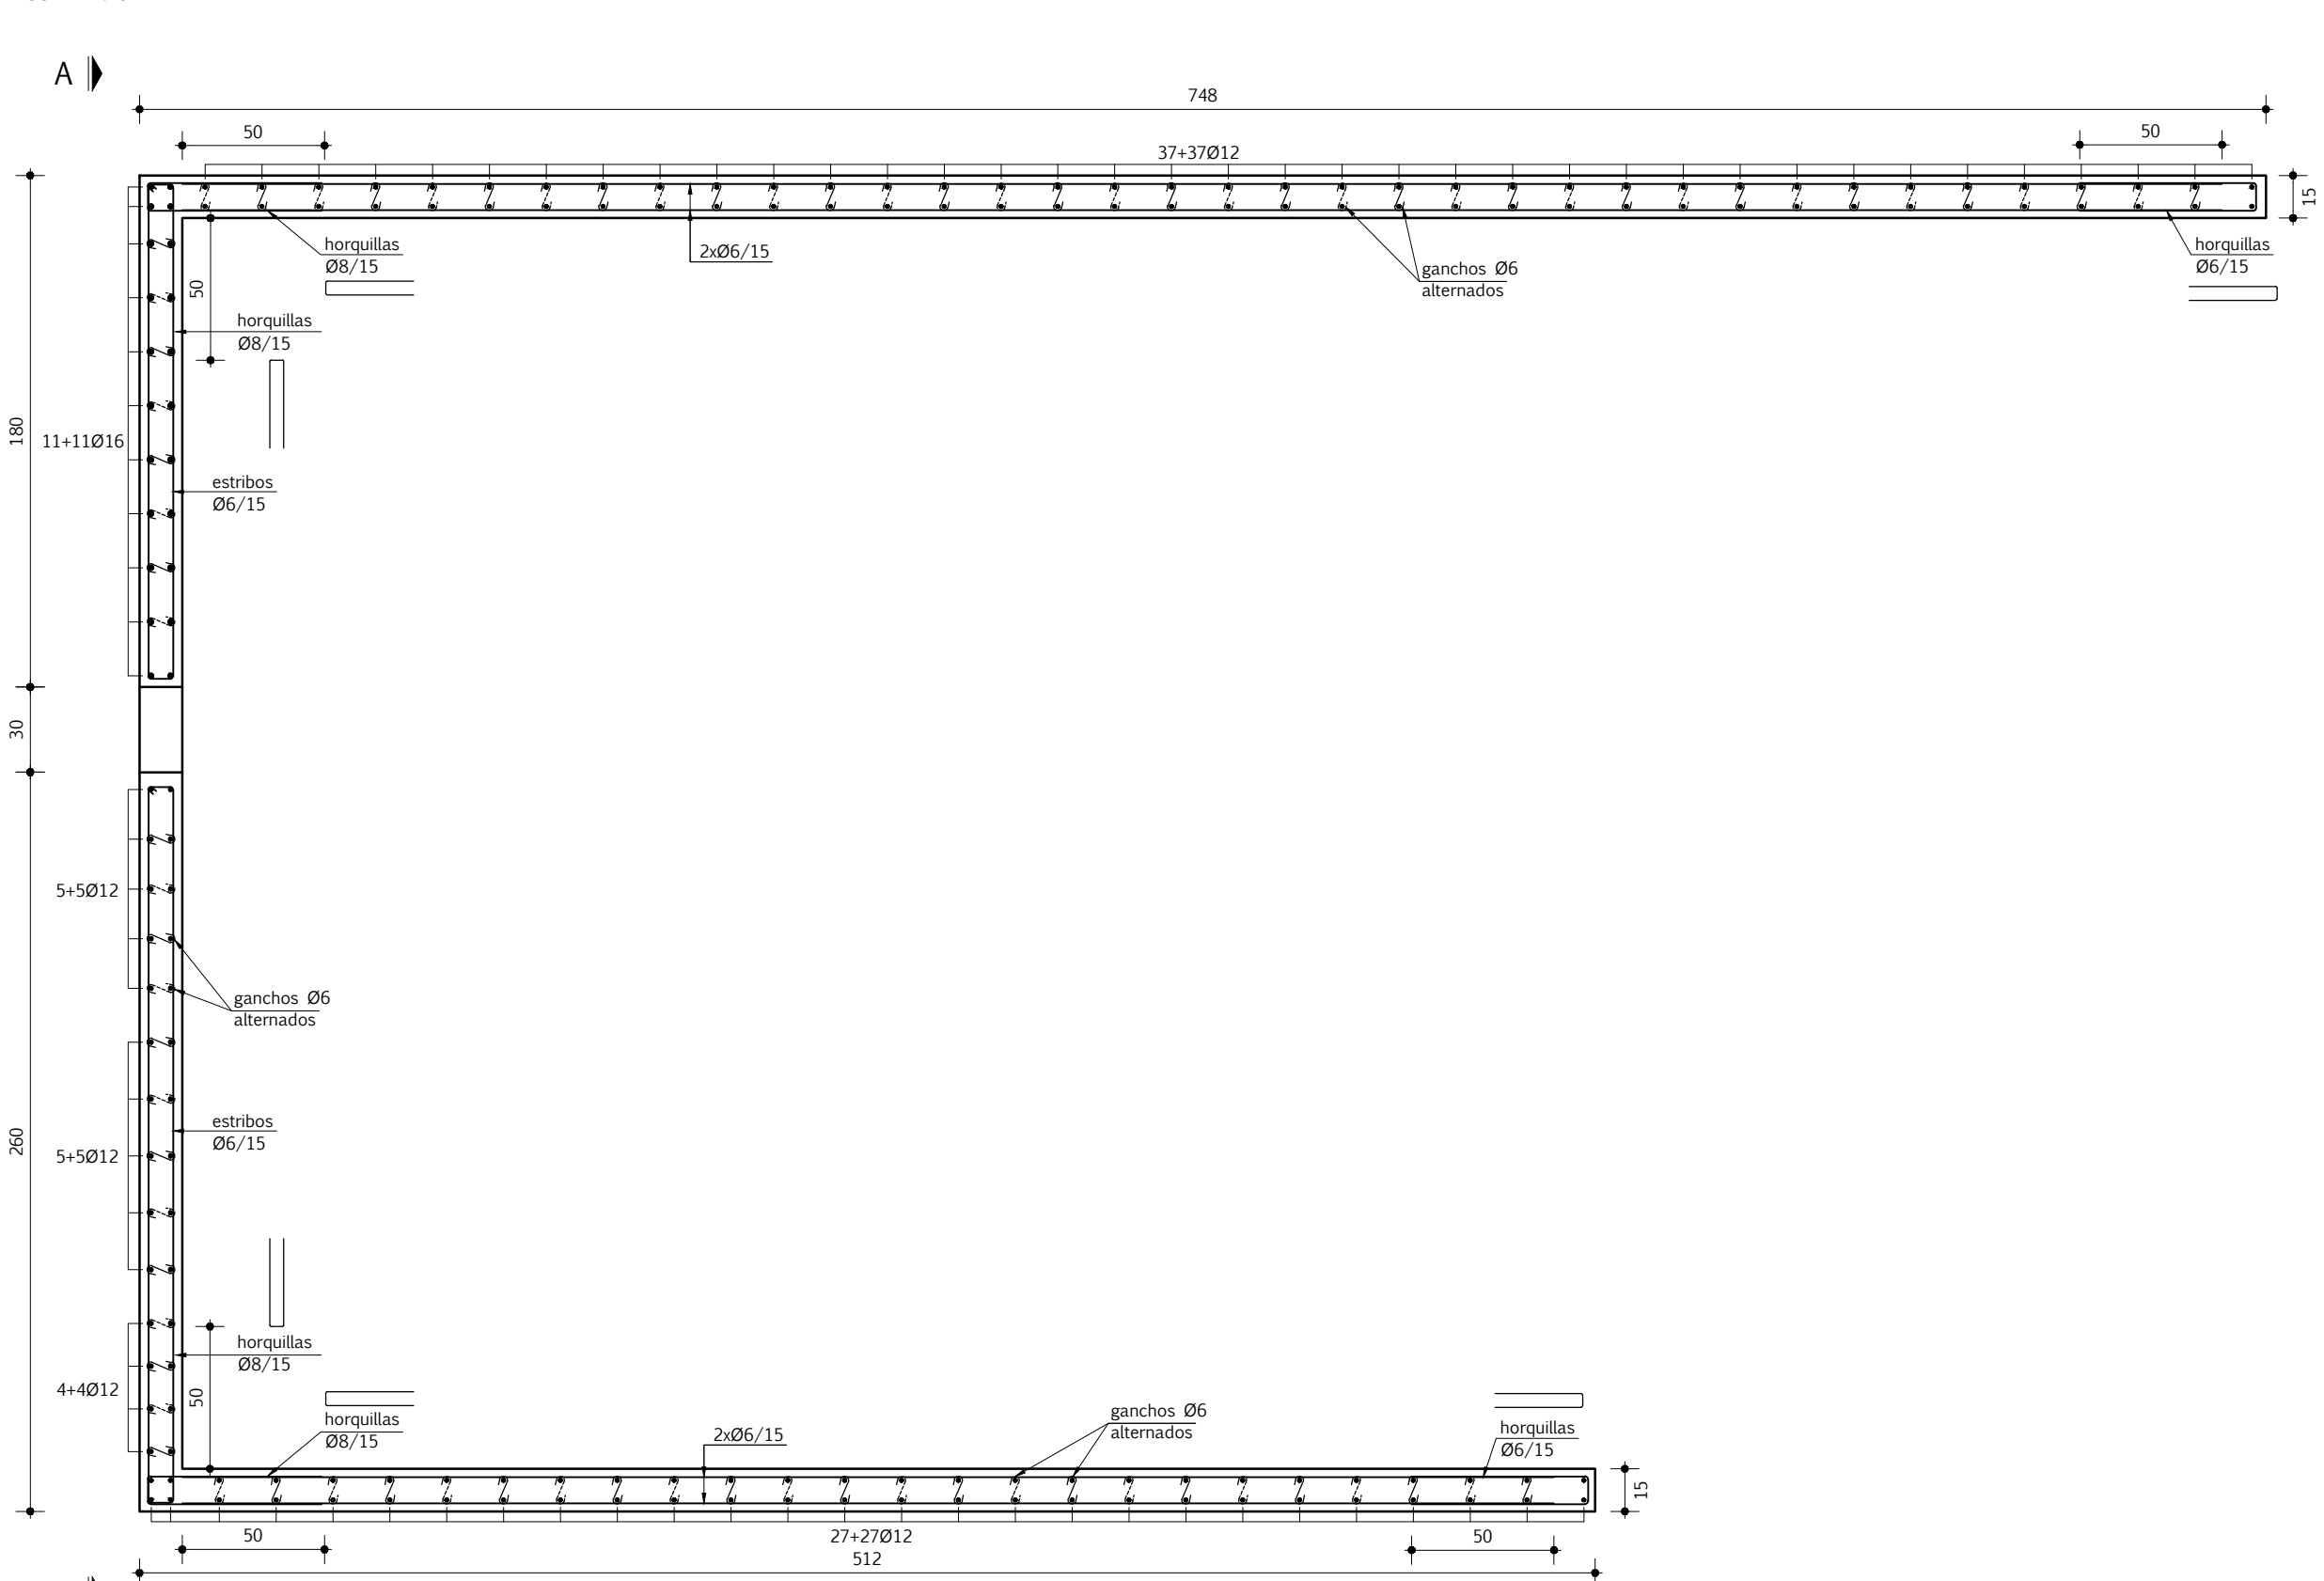 A
748
50
50
37+37Ø12
15
horquillas
Ø8/15
2xØ6/15
ganchos Ø6
alternados
horquillas
Ø6/15
50
horquillas
Ø8/15
180
11+11Ø16
estribos
Ø6/15
30
5+5Ø12
ganchos Ø6
alternados
estribos
Ø6/15
260
5+5Ø12
horquillas
Ø8/15
4+4Ø12
50
horquillas
Ø8/15
2xØ6/15
ganchos Ø6
alternados
horquillas
Ø6/15
15
50
27+27Ø12
50
512